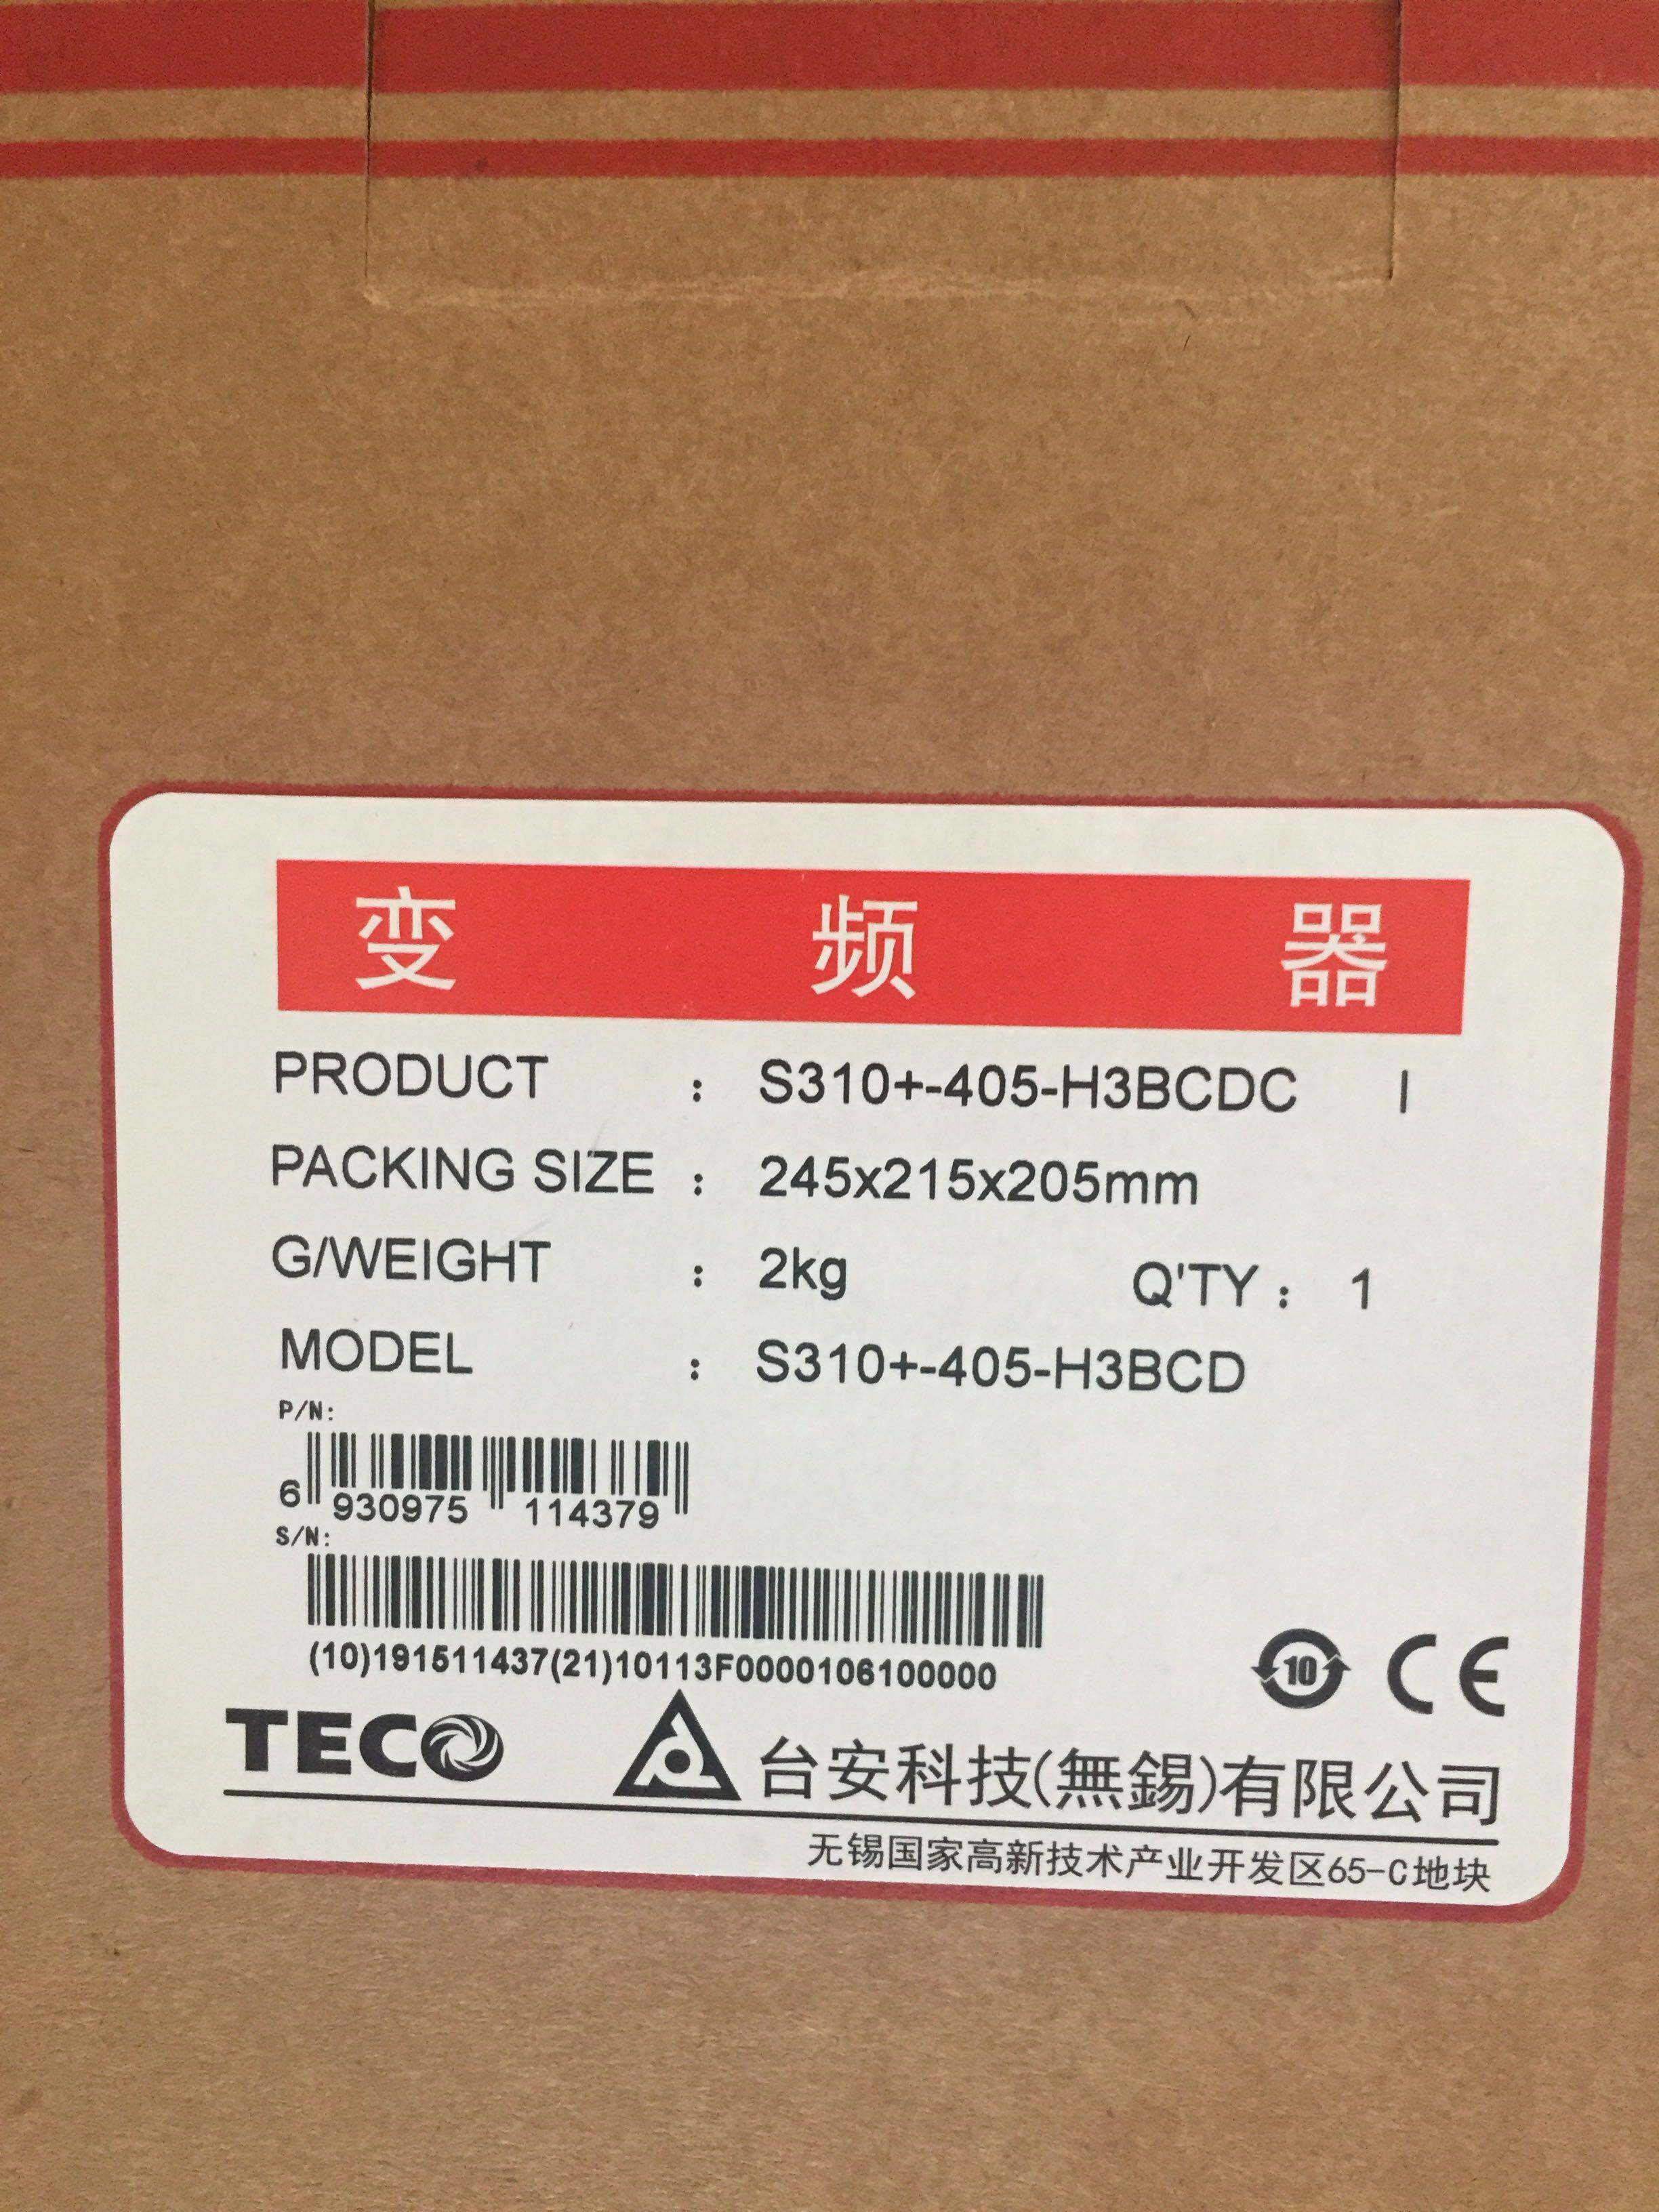 变 频 器
PRODUCT : S310+-405-H3BCDC I
PACKING SIZE : 245x215x205mm
G/WEIGHT : 2kg Q'TY : 1
MODEL : S310+-405-H3BCD
P/N:
6 930975 114379
S/N:
(10)191511437(21)10113F0000106100000
10 CE
TECO 台安科技(無錫)有限公司
无锡国家高新技术产业开发区65-C地块